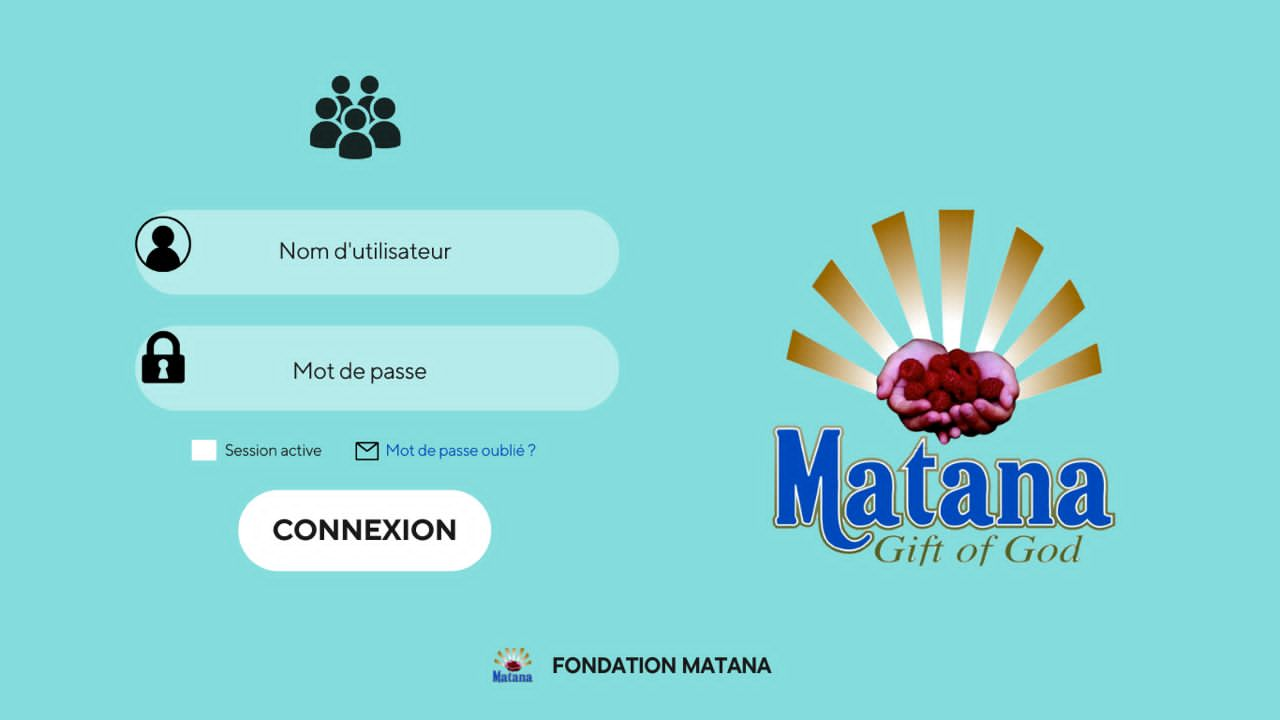 Nom d'utilisateur
Mot de passe
Session active
Mot de passe oublié ?
CONNEXION
Matana
Gift of God
Matana
FONDATION MATANA